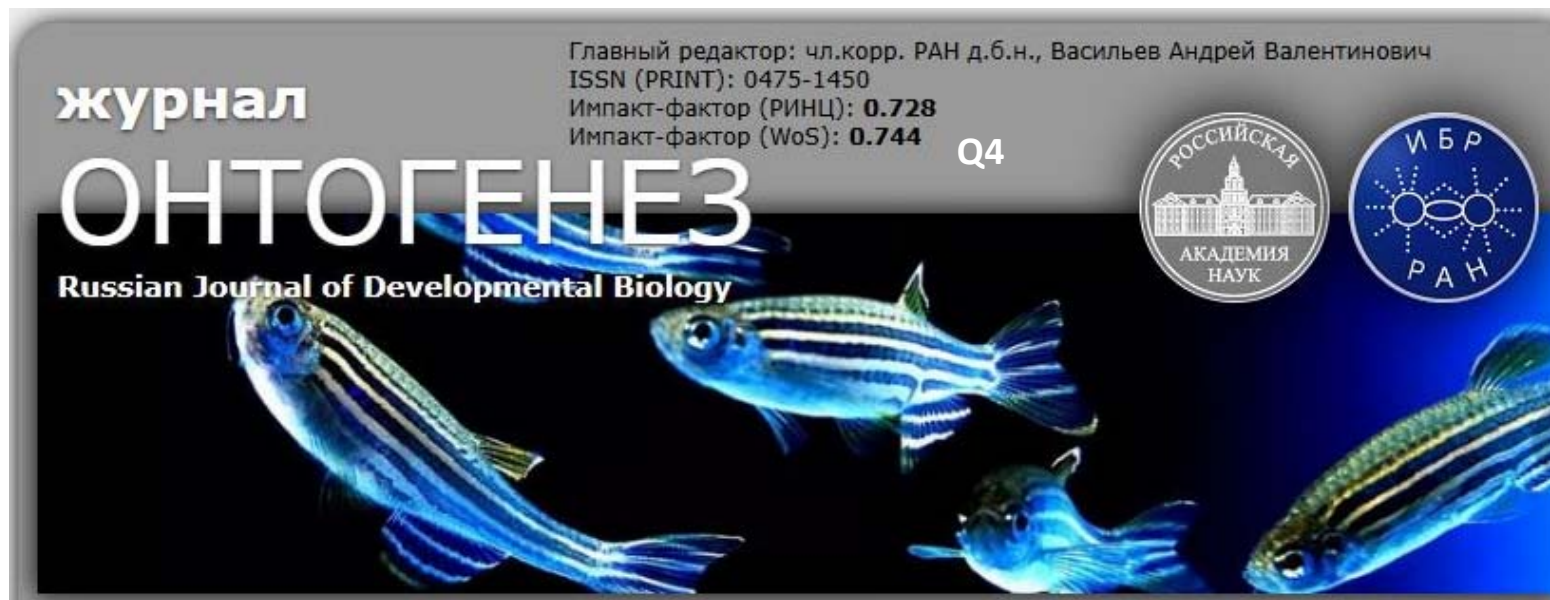 Главный редактор: чл.корр. РАН д.б.н., Васильев Андрей Валентинович
ISSN (PRINT): 0475-1450
Импакт-фактор (РИНЦ): 0.728
Импакт-фактор (WoS): 0.744
Q4
журнал
ОНТОГЕНЕЗ
Russian Journal of Developmental Biology
РОССИЙСКАЯ
АКАДЕМИЯ
НАУК
ИБР
РАН